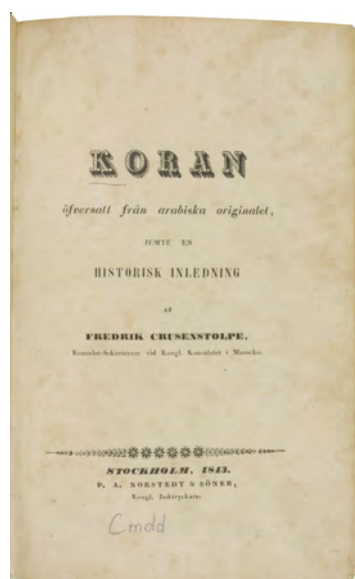 KORAN
öfversatt från arabiska originalet,
JEMTE EN
HISTORISK INLEDNING
AF
FREDRIK CRUSENSTOLPE,
Konsulat-Sekreterare vid Kongl. Konsulatet i Marocko.
STOCKHOLM, 1843.
P. A. NORSTEDT & SÖNER,
Kongl. Boktryckare.
Cmdd